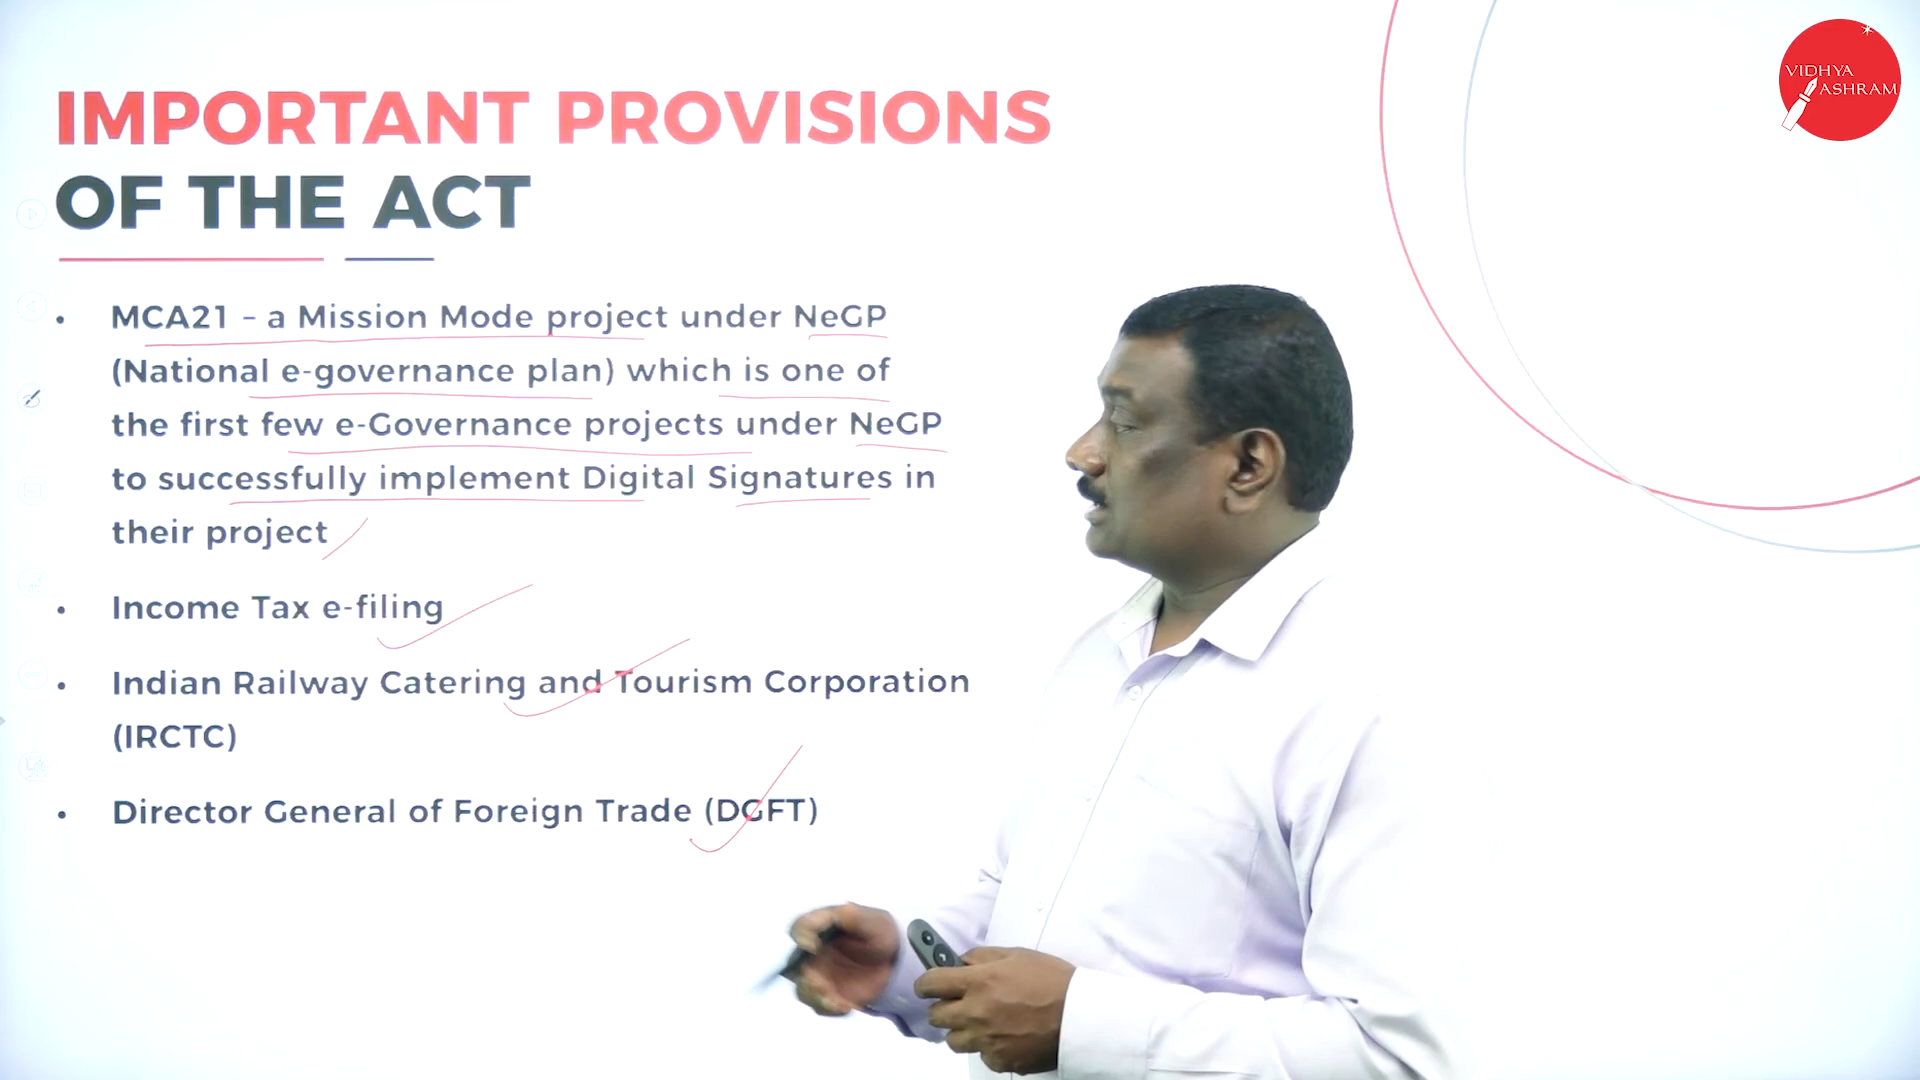 VIDHYA
ASHRAM
IMPORTANT PROVISIONS
OF THE ACT
• MCA21 – a Mission Mode project under NeGP
(National e-governance plan) which is one of
the first few e-Governance projects under NeGP
to successfully implement Digital Signatures in
their project
• Income Tax e-filing
• Indian Railway Catering and Tourism Corporation
(IRCTC)
• Director General of Foreign Trade (DGFT)